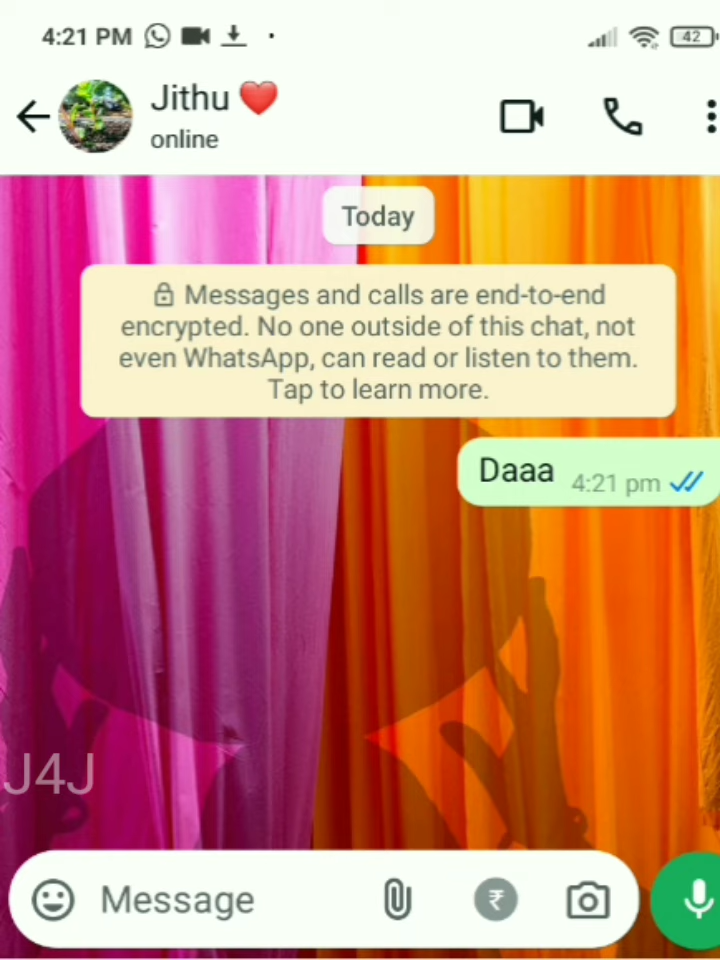 4:21 PM
42
Jithu ❤️
online
Today
Messages and calls are end-to-end
encrypted. No one outside of this chat, not
even WhatsApp, can read or listen to them.
Tap to learn more.
Daaa 4:21 pm
J4J
Message
₹